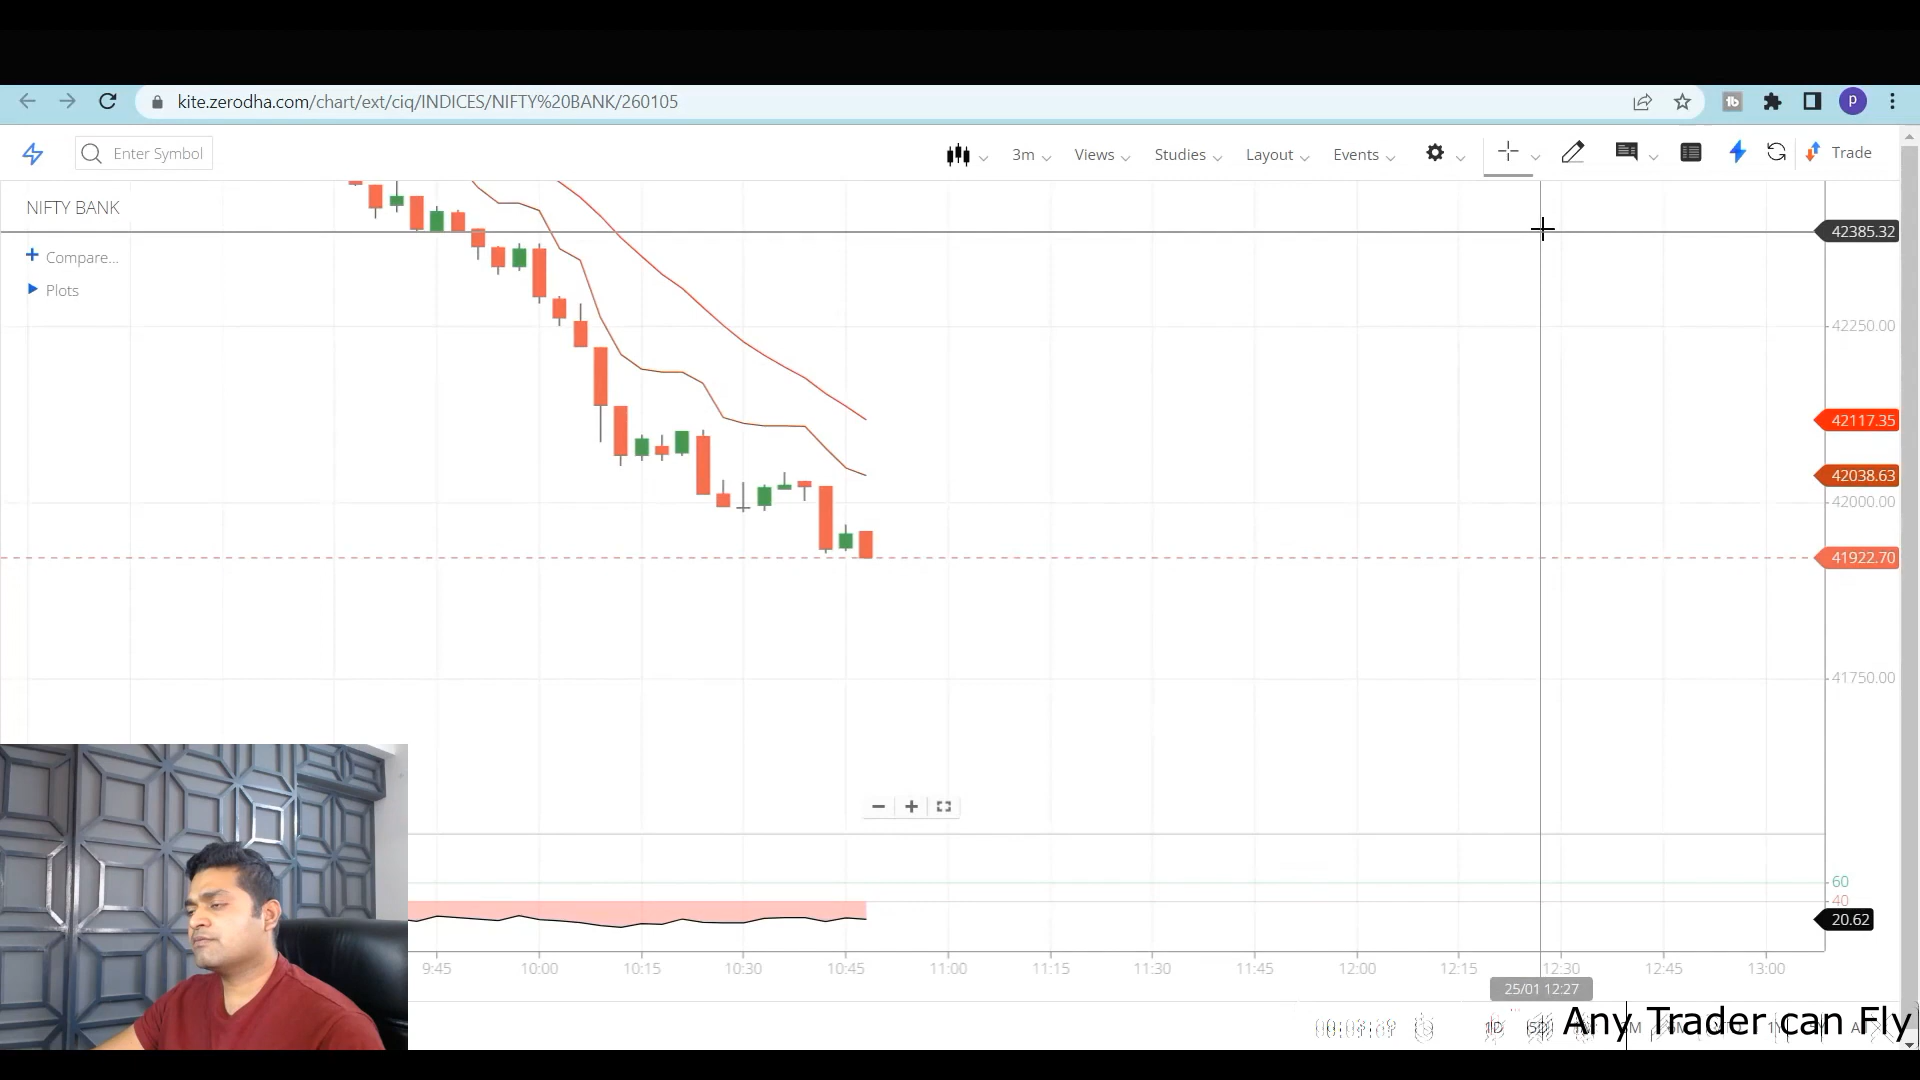 kite.zerodha.com/chart/ext/ciq/INDICES/NIFTY%20BANK/260105
tb
p
Enter Symbol
3m
Views
Studies
Layout
Events
Trade
NIFTY BANK
42385.32
Compare...
Plots
42250.00
42117.35
42038.63
42000.00
41922.70
41750.00
60
40
20.62
9:45
10:00
10:15
10:30
10:45
11:00
11:15
11:30
11:45
12:00
12:15
12:30
12:45
13:00
25/01 12:27
1D
Any Trader can Fly